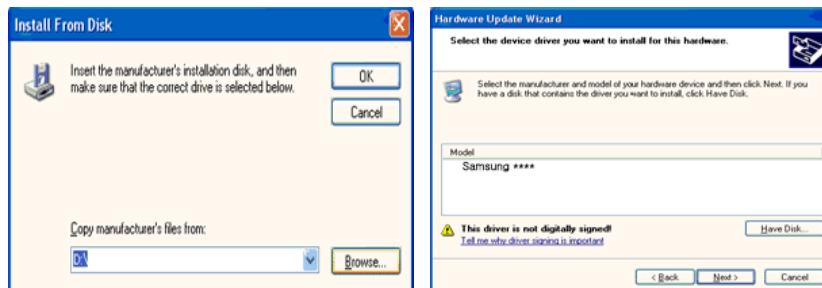 Install From Disk
Insert the manufacturer's installation disk, and then
make sure that the correct drive is selected below.
OK
Cancel
Copy manufacturer's files from:
D:\
Browse...
Hardware Update Wizard
Select the device driver you want to install for this hardware.
Select the manufacturer and model of your hardware device and then click Next. If you
have a disk that contains the driver you want to install, click Have Disk.
Model
Samsung ****
This driver is not digitally signed!
Tell me why driver signing is important
Have Disk...
< Back
Next >
Cancel